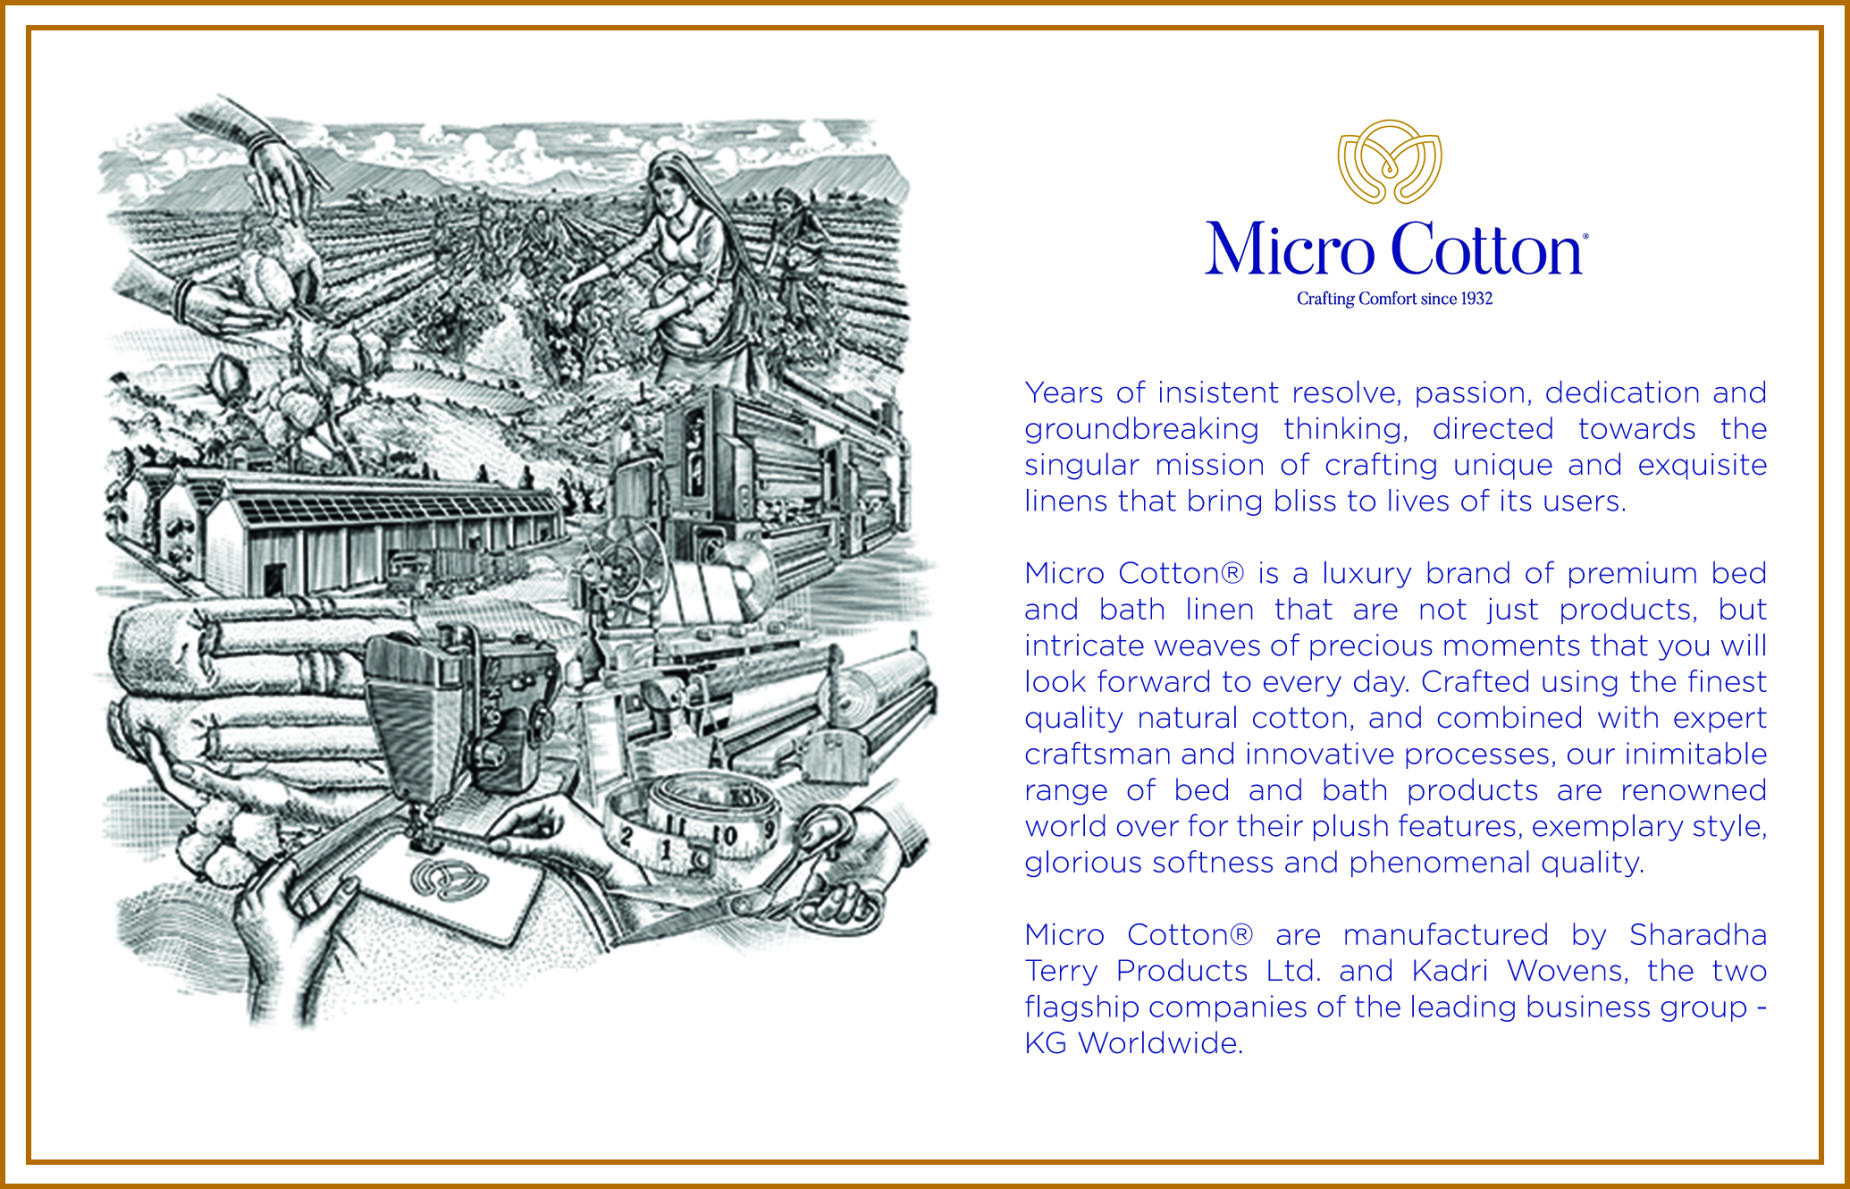 Micro Cotton®
Crafting Comfort since 1932
Years of insistent resolve, passion, dedication and
groundbreaking thinking, directed towards the
singular mission of crafting unique and exquisite
linens that bring bliss to lives of its users.
Micro Cotton® is a luxury brand of premium bed
and bath linen that are not just products, but
intricate weaves of precious moments that you will
look forward to every day. Crafted using the finest
quality natural cotton, and combined with expert
craftsman and innovative processes, our inimitable
range of bed and bath products are renowned
world over for their plush features, exemplary style,
glorious softness and phenomenal quality.
Micro Cotton® are manufactured by Sharadha
Terry Products Ltd. and Kadri Wovens, the two
flagship companies of the leading business group -
KG Worldwide.
2 1 11 10 9